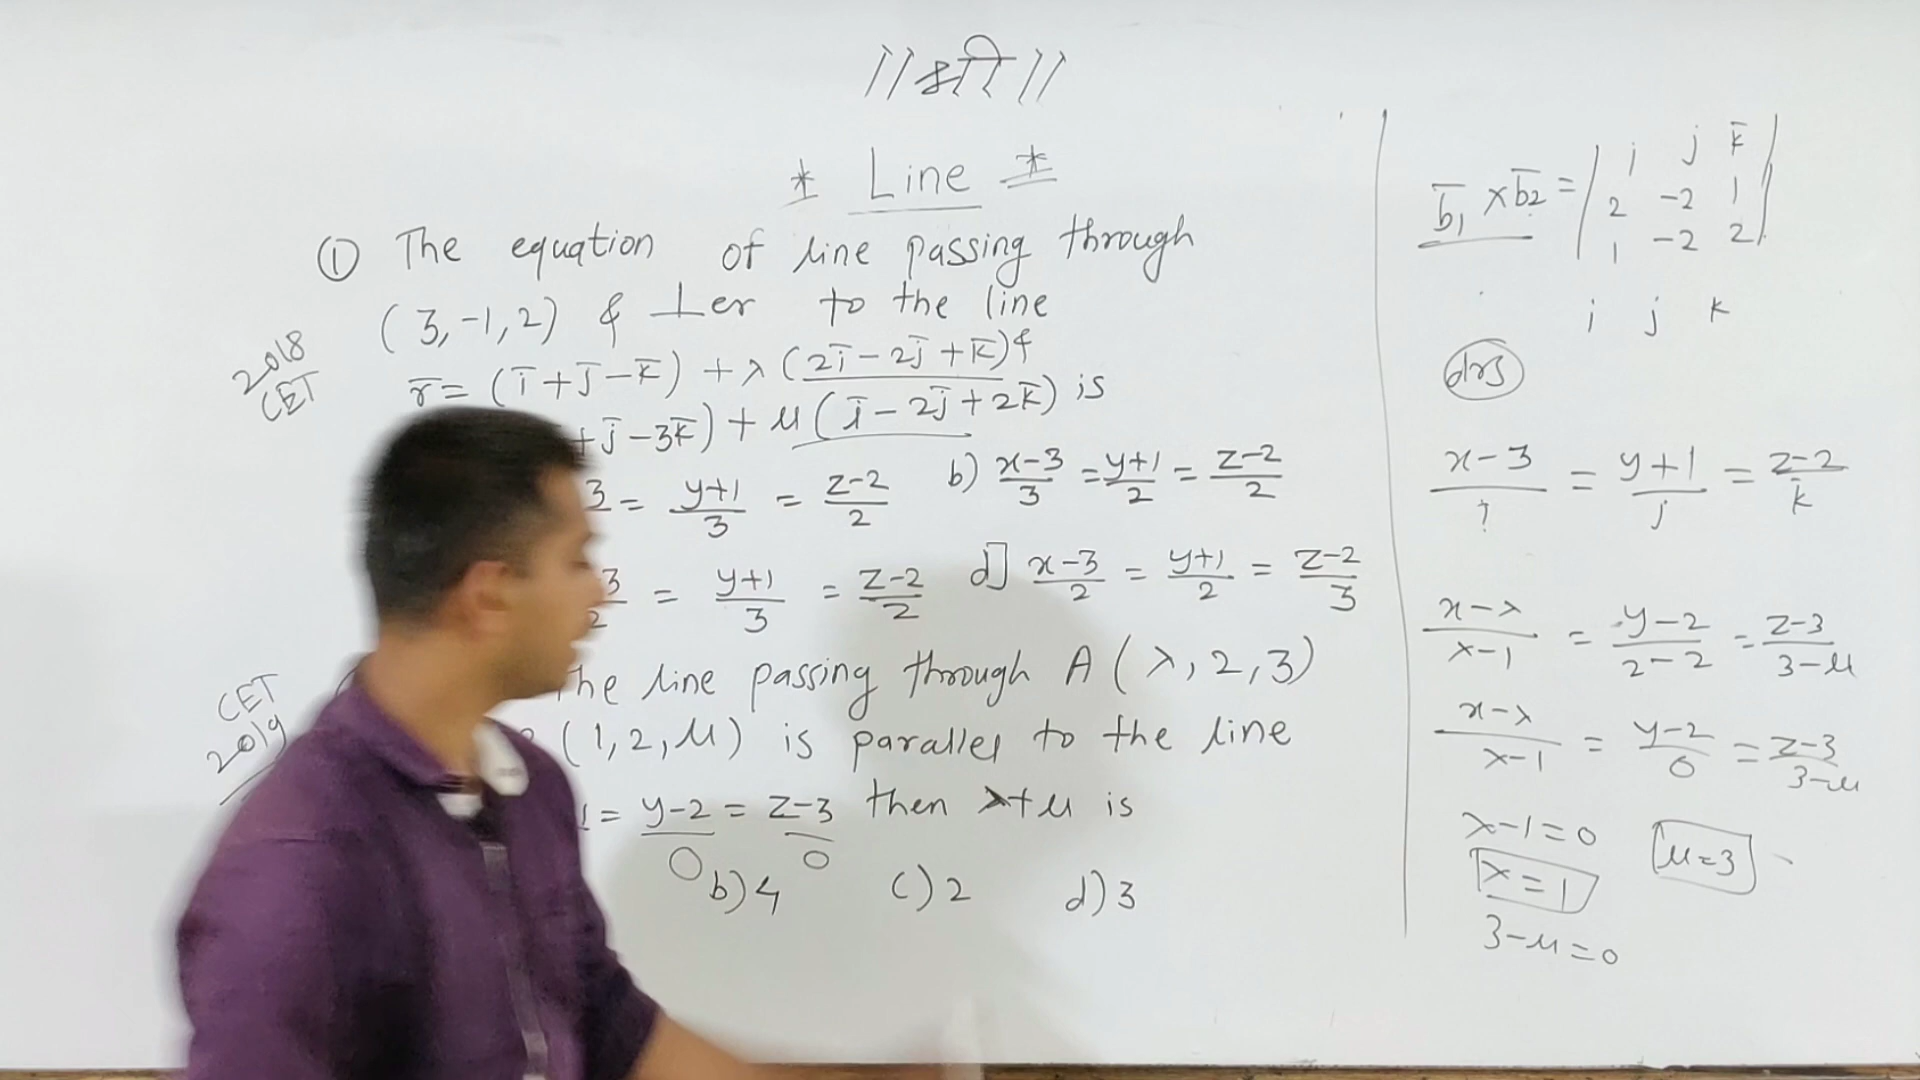 ||श्री||
* Line *
① The equation of line passing through
(3,-1,2) & ⊥er to the line
2018
CET
r̄ = (ī+j̄-k̄) +λ(2ī-2j̄+k̄)&
+j̄-3k̄)+μ(ī-2j̄+2k̄) is
3 = y+1/3 = z-2/2 b) x-3/3 = y+1/2 = z-2/2
3/2 = y+1/3 = z-2/2 d] x-3/2 = y+1/2 = z-2/3
CET
2019
the line passing through A(λ,2,3)
(1,2,μ) is parallel to the line
= y-2/0 = z-3/0 then λ+μ is
b)4 c)2 d)3
b̄1 × b̄2 = | i j k̄ |
| 2 -2 1 |
| 1 -2 2 |
i j k
drs
x-3/i = y+1/j = z-2/k
x-λ/λ-1 = y-2/2-2 = z-3/3-μ
x-λ/λ-1 = y-2/0 = z-3/3-μ
λ-1=0 μ=3
λ=1
3-μ=0